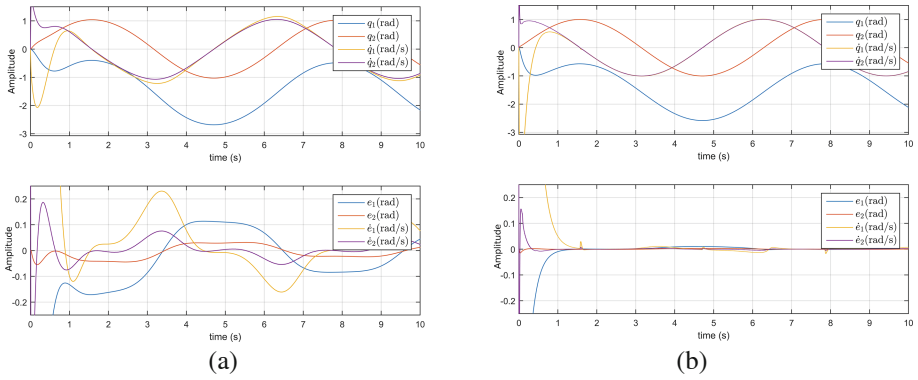 1
0
-1
-2
-3
Amplitude
0 1 2 3 4 5 6 7 8 9 10
time (s)
q₁(rad)
q₂(rad)
q̇₁(rad/s)
q̇₂(rad/s)
0.2
0.1
0
-0.1
-0.2
Amplitude
0 1 2 3 4 5 6 7 8 9 10
time (s)
e₁(rad)
e₂(rad)
ė₁(rad/s)
ė₂(rad/s)
(a)
1
0
-1
-2
-3
Amplitude
0 1 2 3 4 5 6 7 8 9 10
time (s)
q₁(rad)
q₂(rad)
q̇₁(rad/s)
q̇₂(rad/s)
0.2
0.1
0
-0.1
-0.2
Amplitude
0 1 2 3 4 5 6 7 8 9 10
time (s)
e₁(rad)
e₂(rad)
ė₁(rad/s)
ė₂(rad/s)
(b)